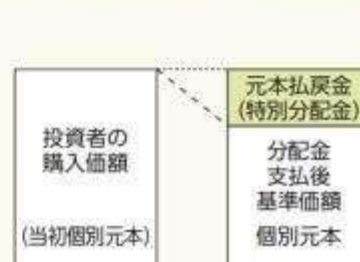 投資者の
購入価額
(当初個別元本)
元本払戻金
(特別分配金)
分配金
支払後
基準価額
個別元本